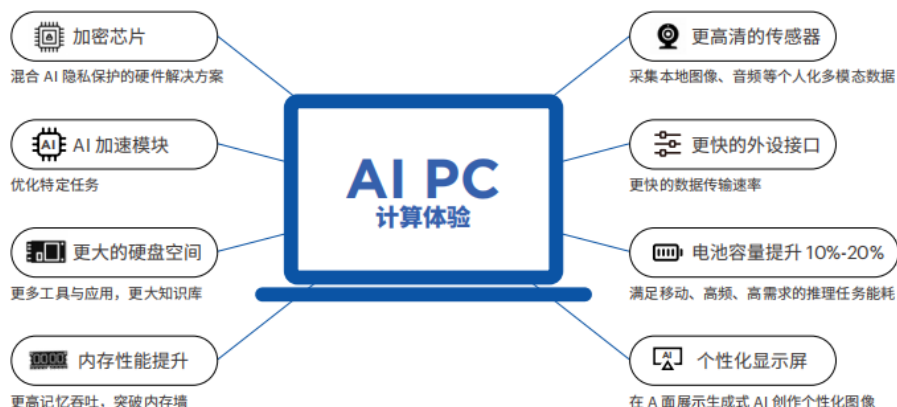 加密芯片
混合 AI 隐私保护的硬件解决方案
AI 加速模块
优化特定任务
更大的硬盘空间
更多工具与应用，更大知识库
内存性能提升
更高记忆吞吐，突破内存墙
AI PC
计算体验
更高清的传感器
采集本地图像、音频等个人化多模态数据
更快的外设接口
更快的数据传输速率
电池容量提升 10%-20%
满足移动、高频、高需求的推理任务能耗
AI
个性化显示屏
在 A 面展示生成式 AI 创作个性化图像